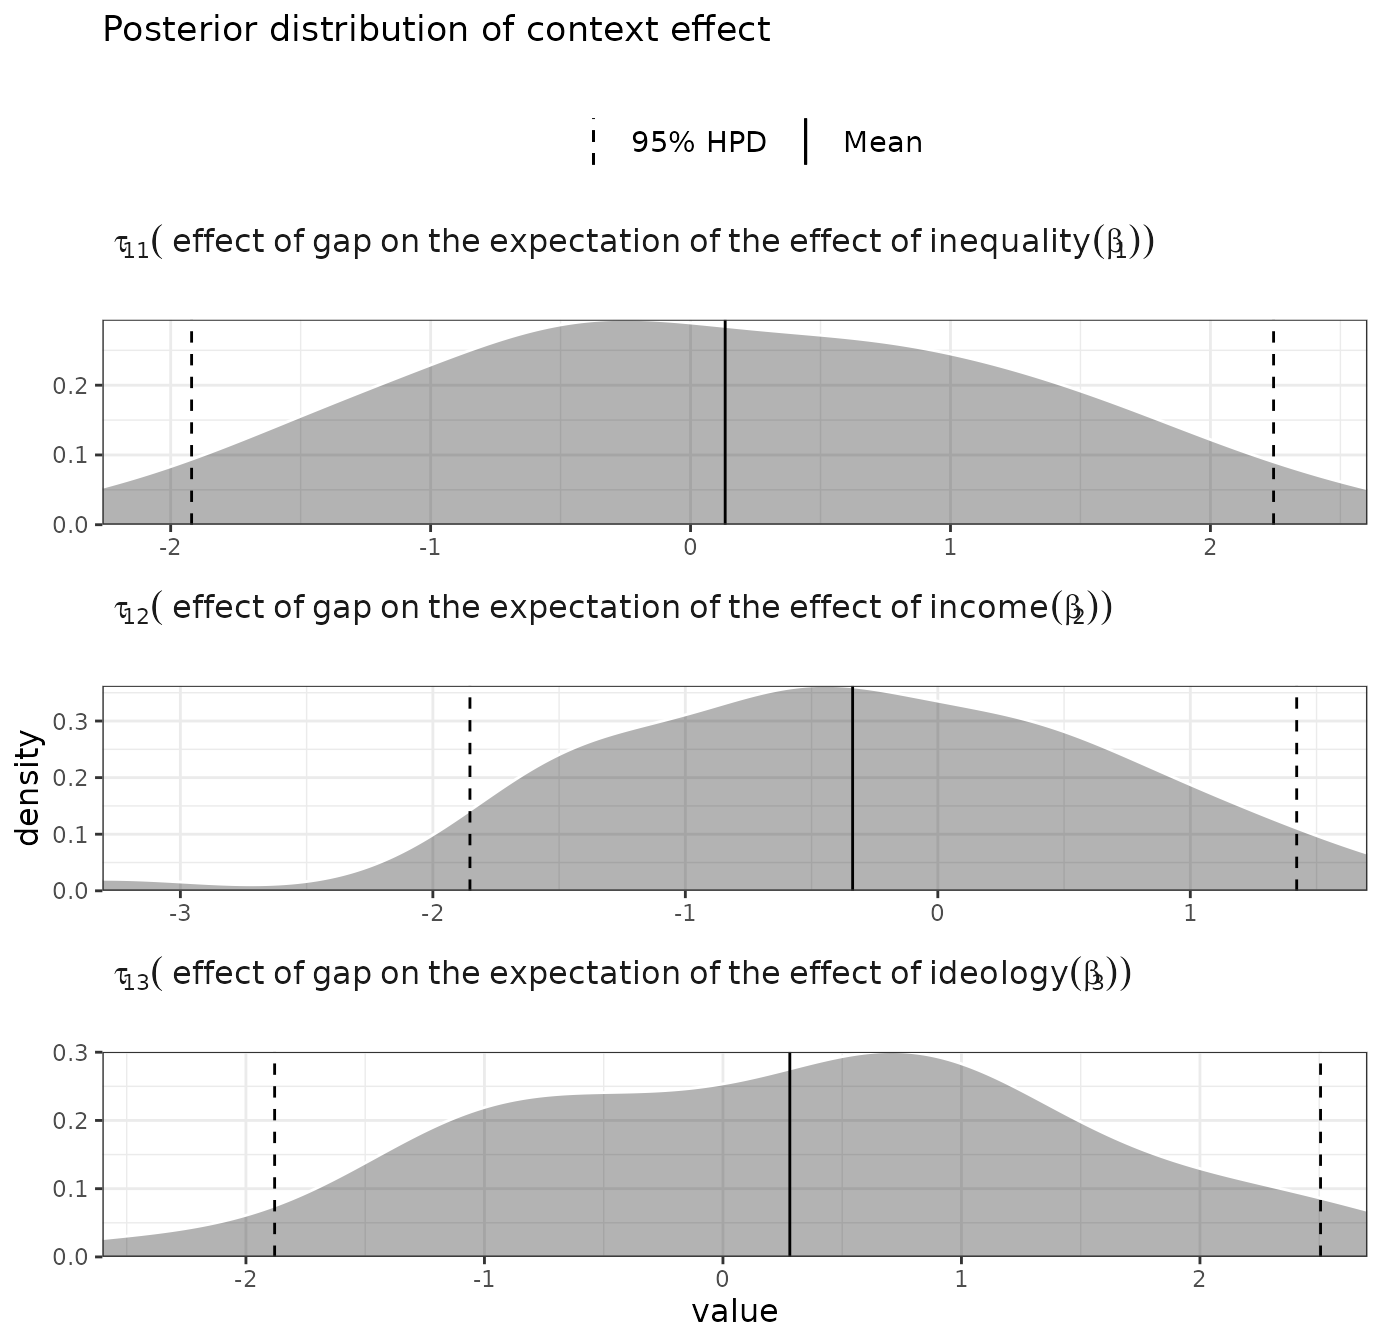 Posterior distribution of context effect
95% HPD Mean
τ11( effect of gap on the expectation of the effect of inequality(β1))
0.2
0.1
0.0
-2 -1 0 1 2
τ12( effect of gap on the expectation of the effect of income(β2))
0.3
0.2
0.1
0.0
-3 -2 -1 0 1
density
τ13( effect of gap on the expectation of the effect of ideology(β3))
0.3
0.2
0.1
0.0
-2 -1 0 1 2
value